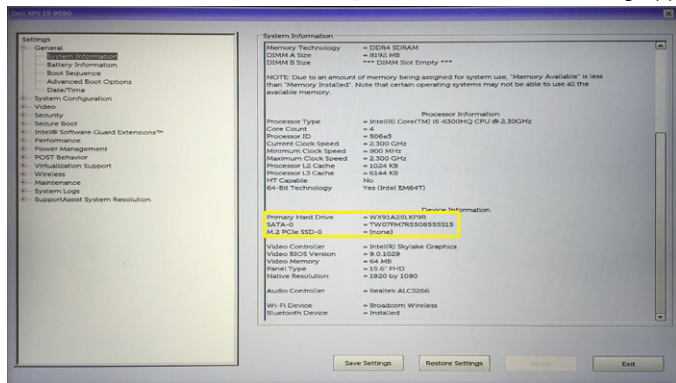 Dell XPS 15 9550
Settings
General
System Information
Battery Information
Boot Sequence
Advanced Boot Options
Date/Time
System Configuration
Video
Security
Secure Boot
Intel® Software Guard Extensions™
Performance
Power Management
POST Behavior
Virtualization Support
Wireless
Maintenance
System Logs
SupportAssist System Resolution
System Information
Memory Technology = DDR4 SDRAM
DIMM A Size = 8192 MB
DIMM B Size *** DIMM Slot Empty ***
NOTE: Due to an amount of memory being assigned for system use, "Memory Available" is less
than "Memory Installed". Note that certain operating systems may not be able to use all the
available memory.
Processor Information
Processor Type = Intel(R) Core(TM) i5-6300HQ CPU @ 2.30GHz
Core Count = 4
Processor ID = 506e3
Current Clock Speed = 2.300 GHz
Minimum Clock Speed = 800 MHz
Maximum Clock Speed = 2.300 GHz
Processor L2 Cache = 1024 KB
Processor L3 Cache = 6144 KB
HT Capable No
64-Bit Technology Yes (Intel EM64T)
Device Information
Primary Hard Drive = WX91A25LKF9R
SATA-0 = TW07FM7R5508555515
M.2 PCIe SSD-0 = (none)
Video Controller = Intel(R) Skylake Graphics
Video BIOS Version = 9.0.1029
Video Memory = 64 MB
Panel Type = 15.6" FHD
Native Resolution = 1920 by 1080
Audio Controller = Realtek ALC3266
Wi-Fi Device = Broadcom Wireless
Bluetooth Device = Installed
Save Settings
Restore Settings
Apply
Exit